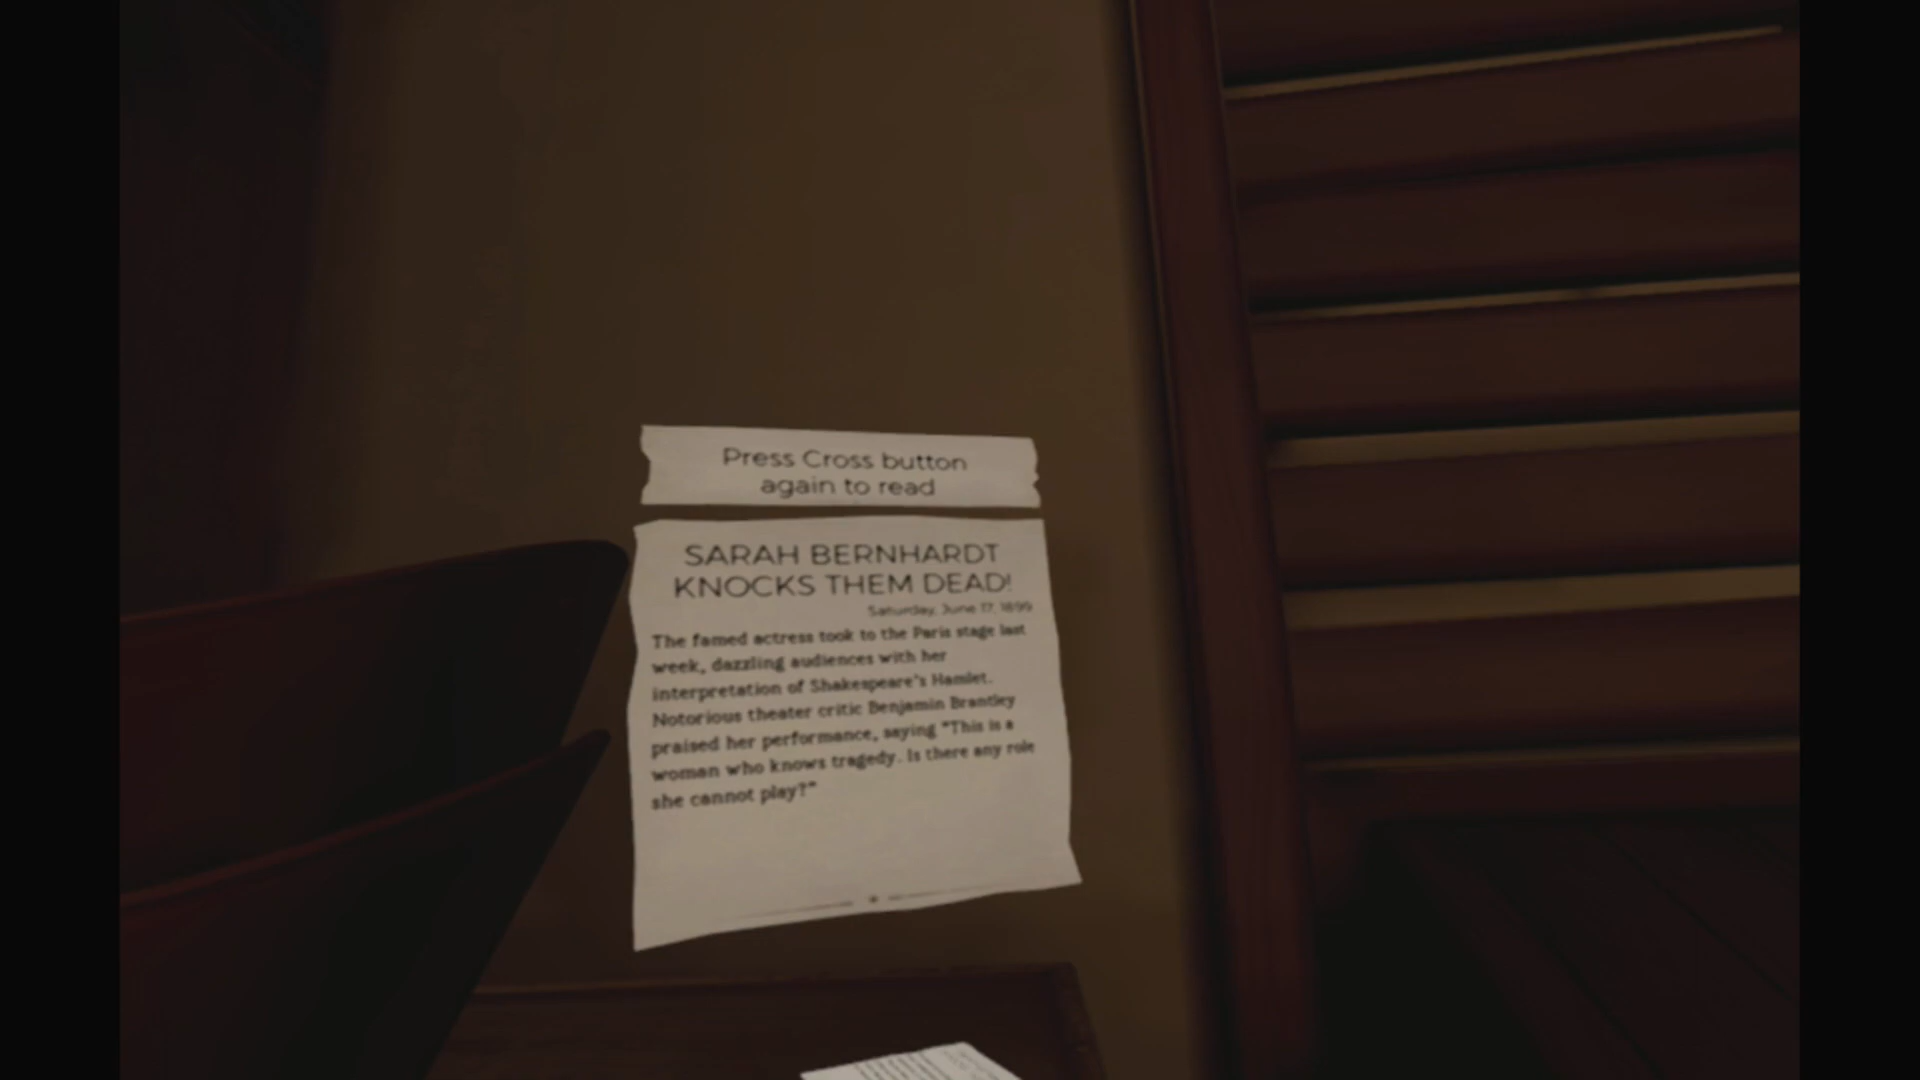 Press Cross button
again to read
SARAH BERNHARDT
KNOCKS THEM DEAD!
Saturday, June 17, 1899
The famed actress took to the Paris stage last
week, dazzling audiences with her
interpretation of Shakespeare's Hamlet.
Notorious theater critic Benjamin Brantley
praised her performance, saying "This is a
woman who knows tragedy. Is there any role
she cannot play?"